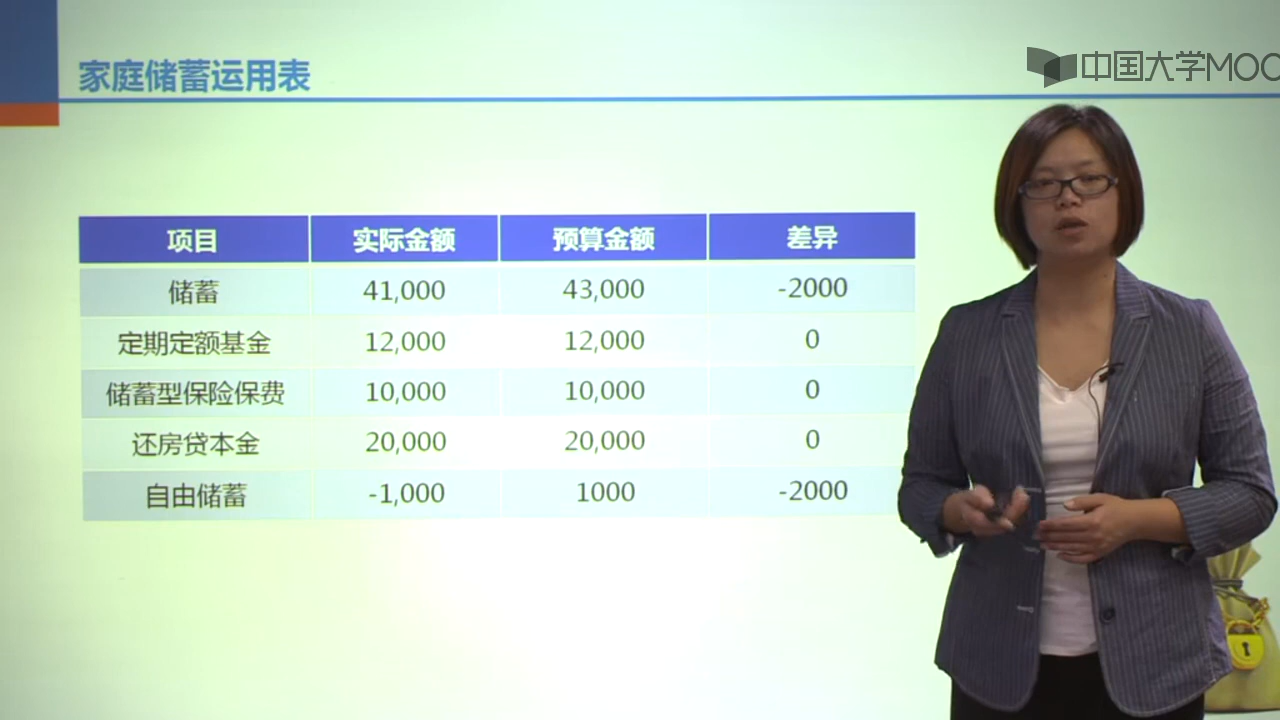 家庭储蓄运用表
中国大学MOO
项目 实际金额 预算金额 差异
储蓄 41,000 43,000 -2000
定期定额基金 12,000 12,000 0
储蓄型保险保费 10,000 10,000 0
还房贷本金 20,000 20,000 0
自由储蓄 -1,000 1000 -2000